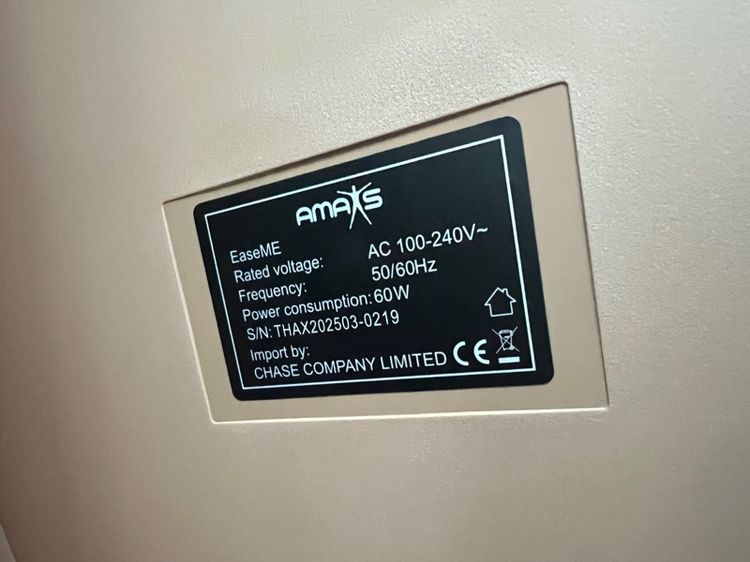 AMAXS
EaseME
Rated voltage: AC 100-240V~
Frequency: 50/60Hz
Power consumption: 60W
S/N: THAX202503-0219
Import by:
CHASE COMPANY LIMITED CE